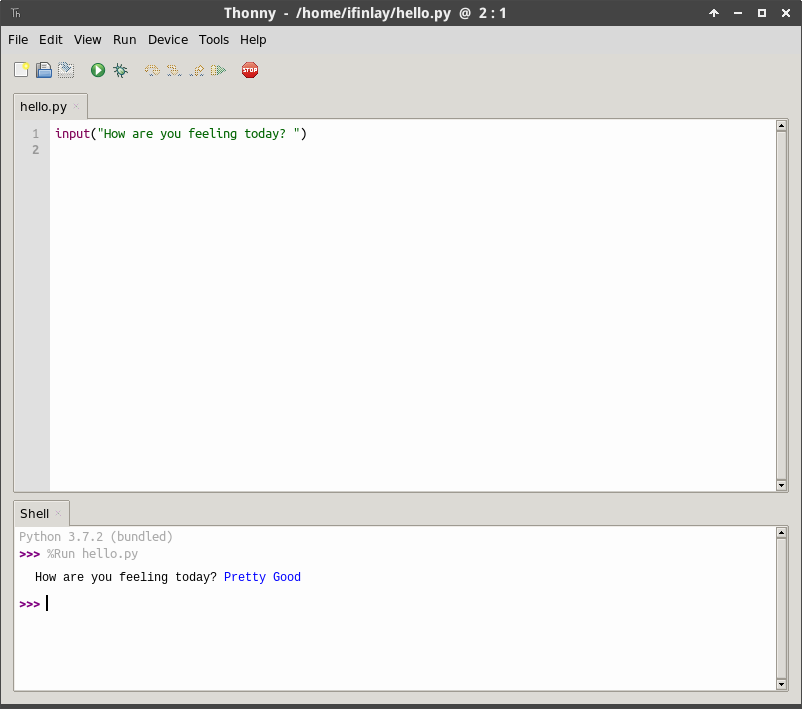 Th Thonny - /home/ifinlay/hello.py @ 2 : 1
File Edit View Run Device Tools Help
STOP
hello.py
1 input("How are you feeling today? ")
2
Shell
Python 3.7.2 (bundled)
>>> %Run hello.py
How are you feeling today? Pretty Good
>>>